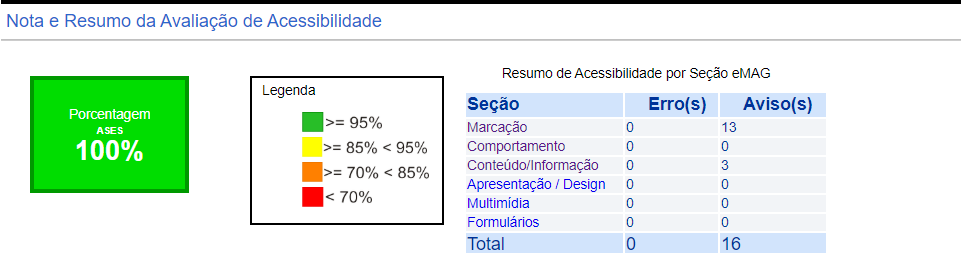 Nota e Resumo da Avaliação de Acessibilidade
Porcentagem
ASES
100%
Legenda
>= 95%
>= 85% < 95%
>= 70% < 85%
< 70%
Resumo de Acessibilidade por Seção eMAG
Seção Erro(s) Aviso(s)
Marcação 0 13
Comportamento 0 0
Conteúdo/Informação 0 3
Apresentação / Design 0 0
Multimídia 0 0
Formulários 0 0
Total 0 16